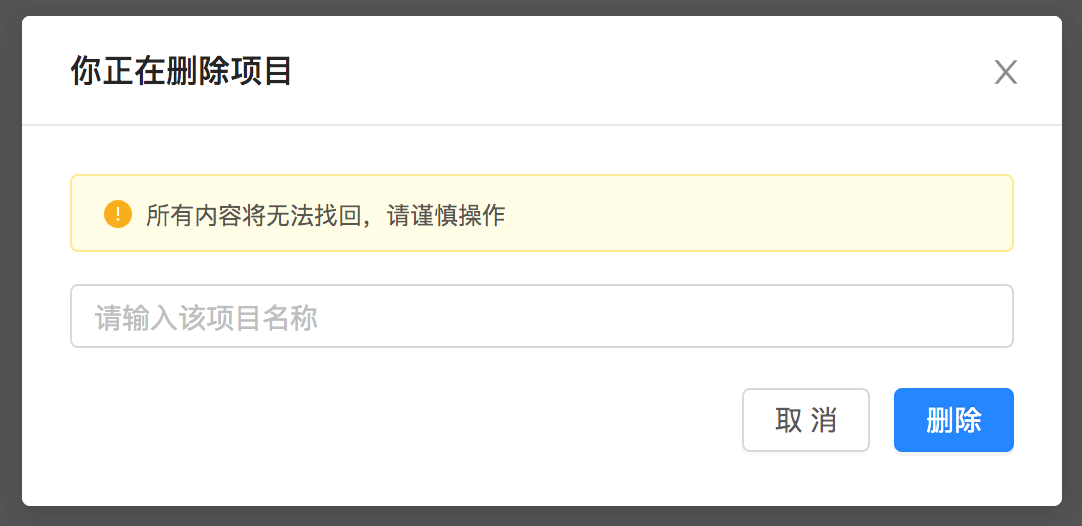 你正在删除项目
所有内容将无法找回，请谨慎操作
请输入该项目名称
取 消
删除